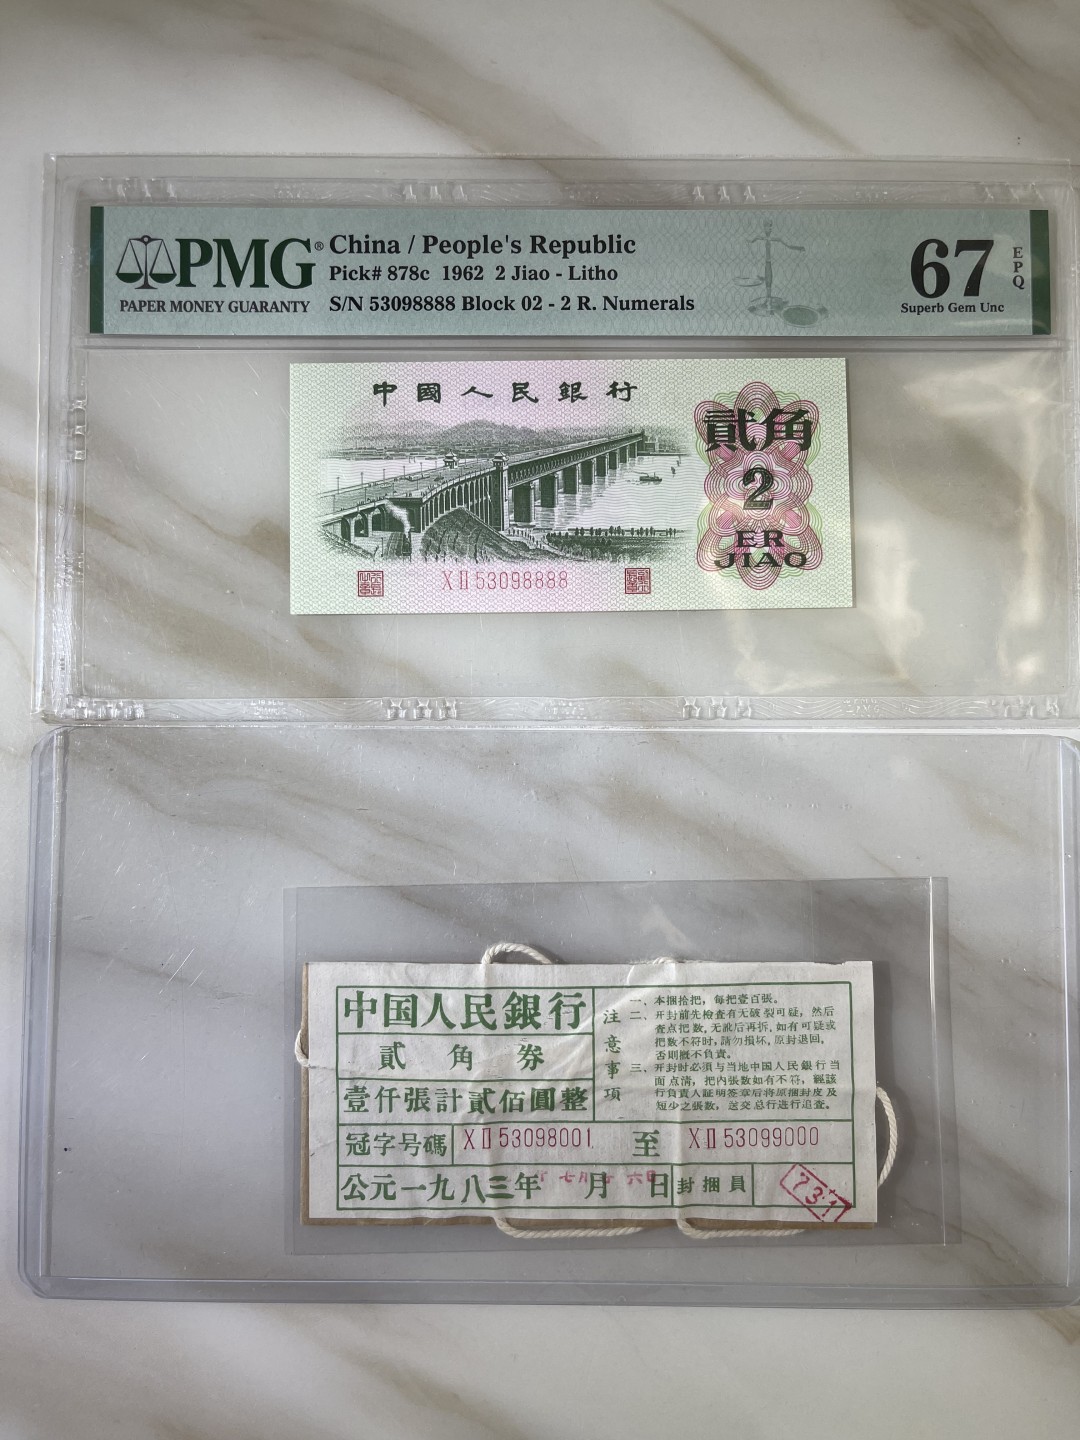 PMG®
PAPER MONEY GUARANTY
China / People's Republic
Pick# 878c 1962 2 Jiao - Litho
S/N 53098888 Block 02 - 2 R. Numerals
67
EPQ
Superb Gem Unc
中國人民銀行
貳角
2
ER
JIAO
XII 53098888
中国人民銀行
貳角券
壹仟張計貳佰圓整
冠字号碼 XII 53098001 至 XII 53099000
公元一九八三年 月 日 封捆員
七月 六日
731
注意事項
一、本捆拾把，每把壹百張。
二、开封前先檢查有无破裂可疑，然后
查点把数，无訛后再拆，如有可疑或
把数不符时，請勿損坏，原封退回，
否則概不負責。
三、开封时必須与当地中国人民銀行当
面点清，把內張数如有不符，經該
行負責人証明签章后将原捆封皮及
短少之張数，送交总行进行追查。